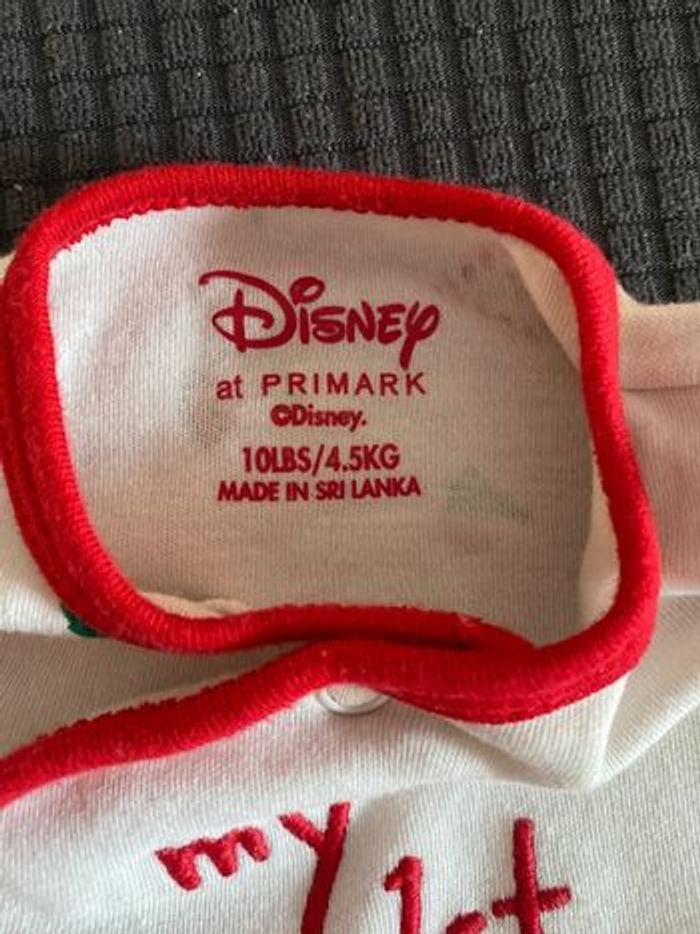 Disney
at PRIMARK
©Disney.
10LBS/4.5KG
MADE IN SRI LANKA
my 1st